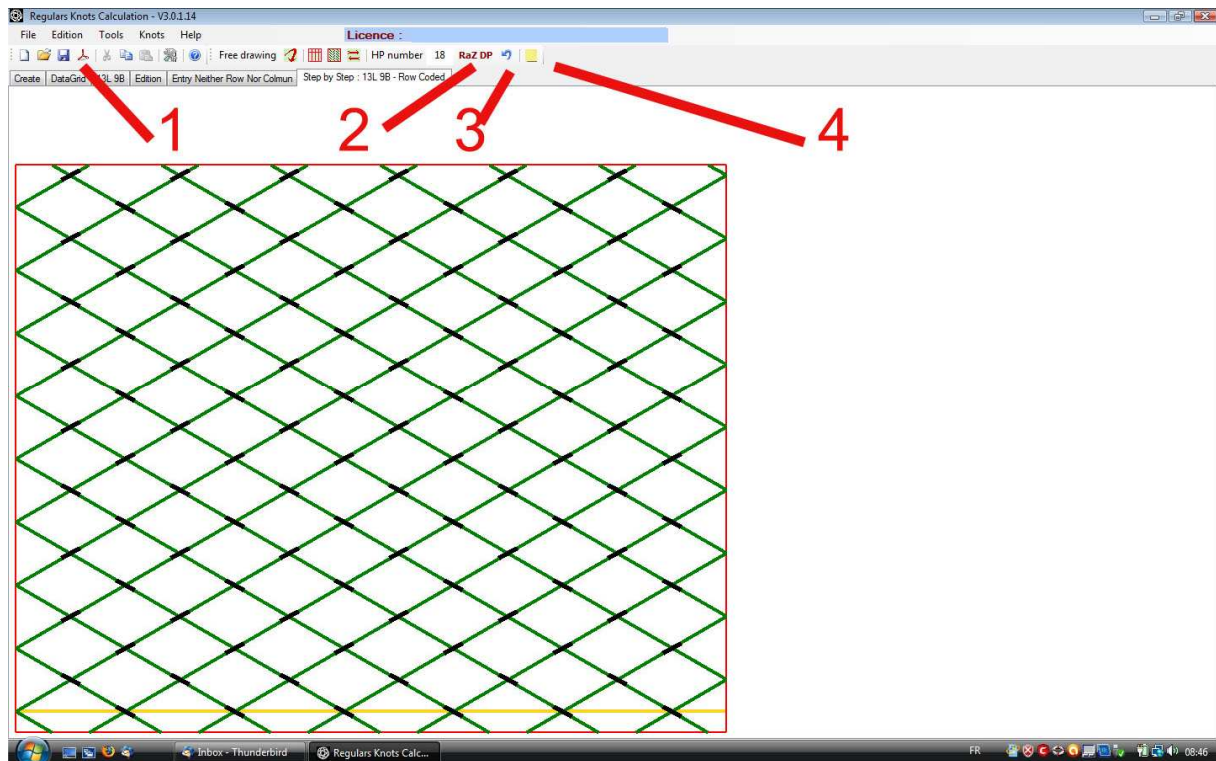 Regulars Knots Calculation - V3.0.1.14
File Edition Tools Knots Help Licence :
Free drawing HP number 18 RaZ DP
Create DataGrid 13L 9B Edition Entry Neither Row Nor Colmun Step by Step : 13L 9B - Row Coded
1 2 3 4
Inbox - Thunderbird Regulars Knots Calc... FR 08:46